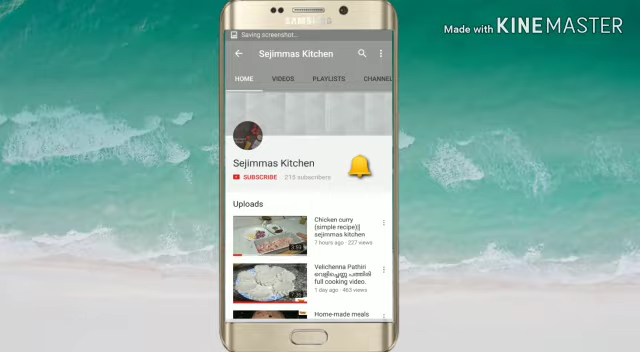 Made with KINEMASTER
SAMSUNG
Saving screenshot...
Sejimmas Kitchen
HOME VIDEOS PLAYLISTS CHANNEL
Sejimmas Kitchen
SUBSCRIBE 216 subscribers
Uploads
Chicken curry
(simple recipe)||
sejimmas kitchen
7 hours ago · 227 views
Velichenna Pathiri
വെളിച്ചെണ്ണ പത്തിരി
full cooking video.
1 day ago · 463 views
Home-made meals